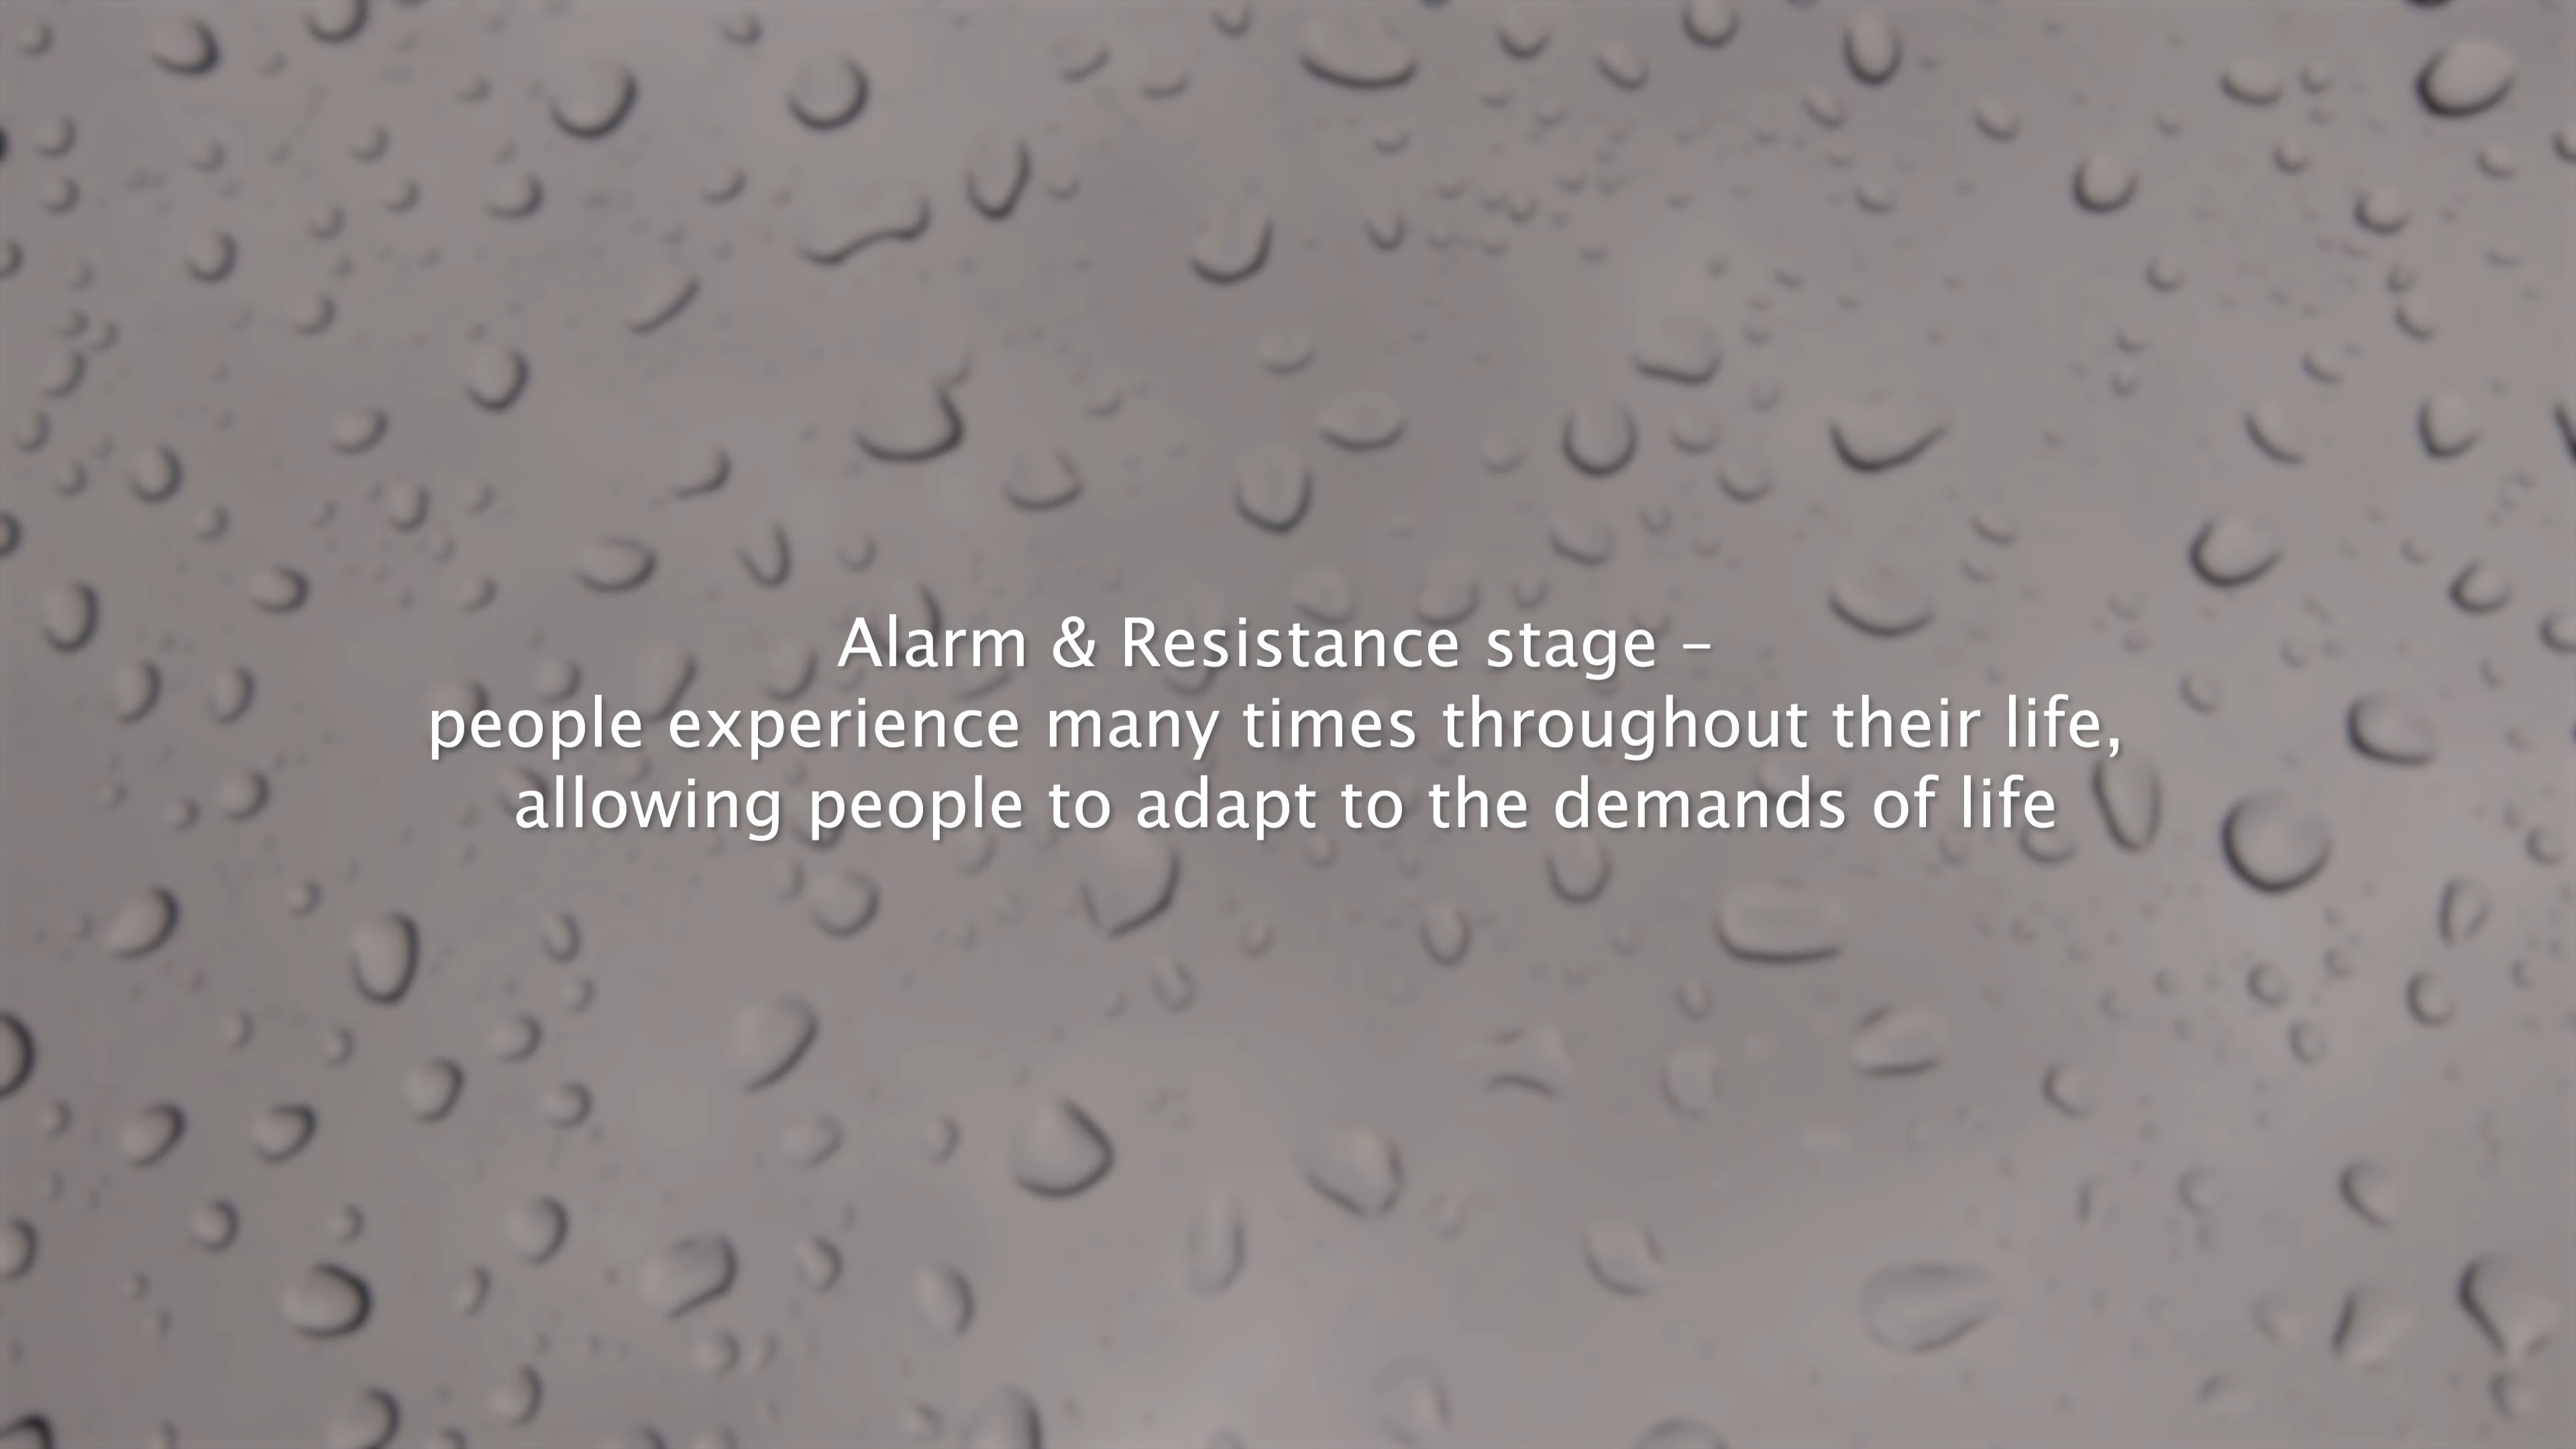 Alarm & Resistance stage –
people experience many times throughout their life,
allowing people to adapt to the demands of life